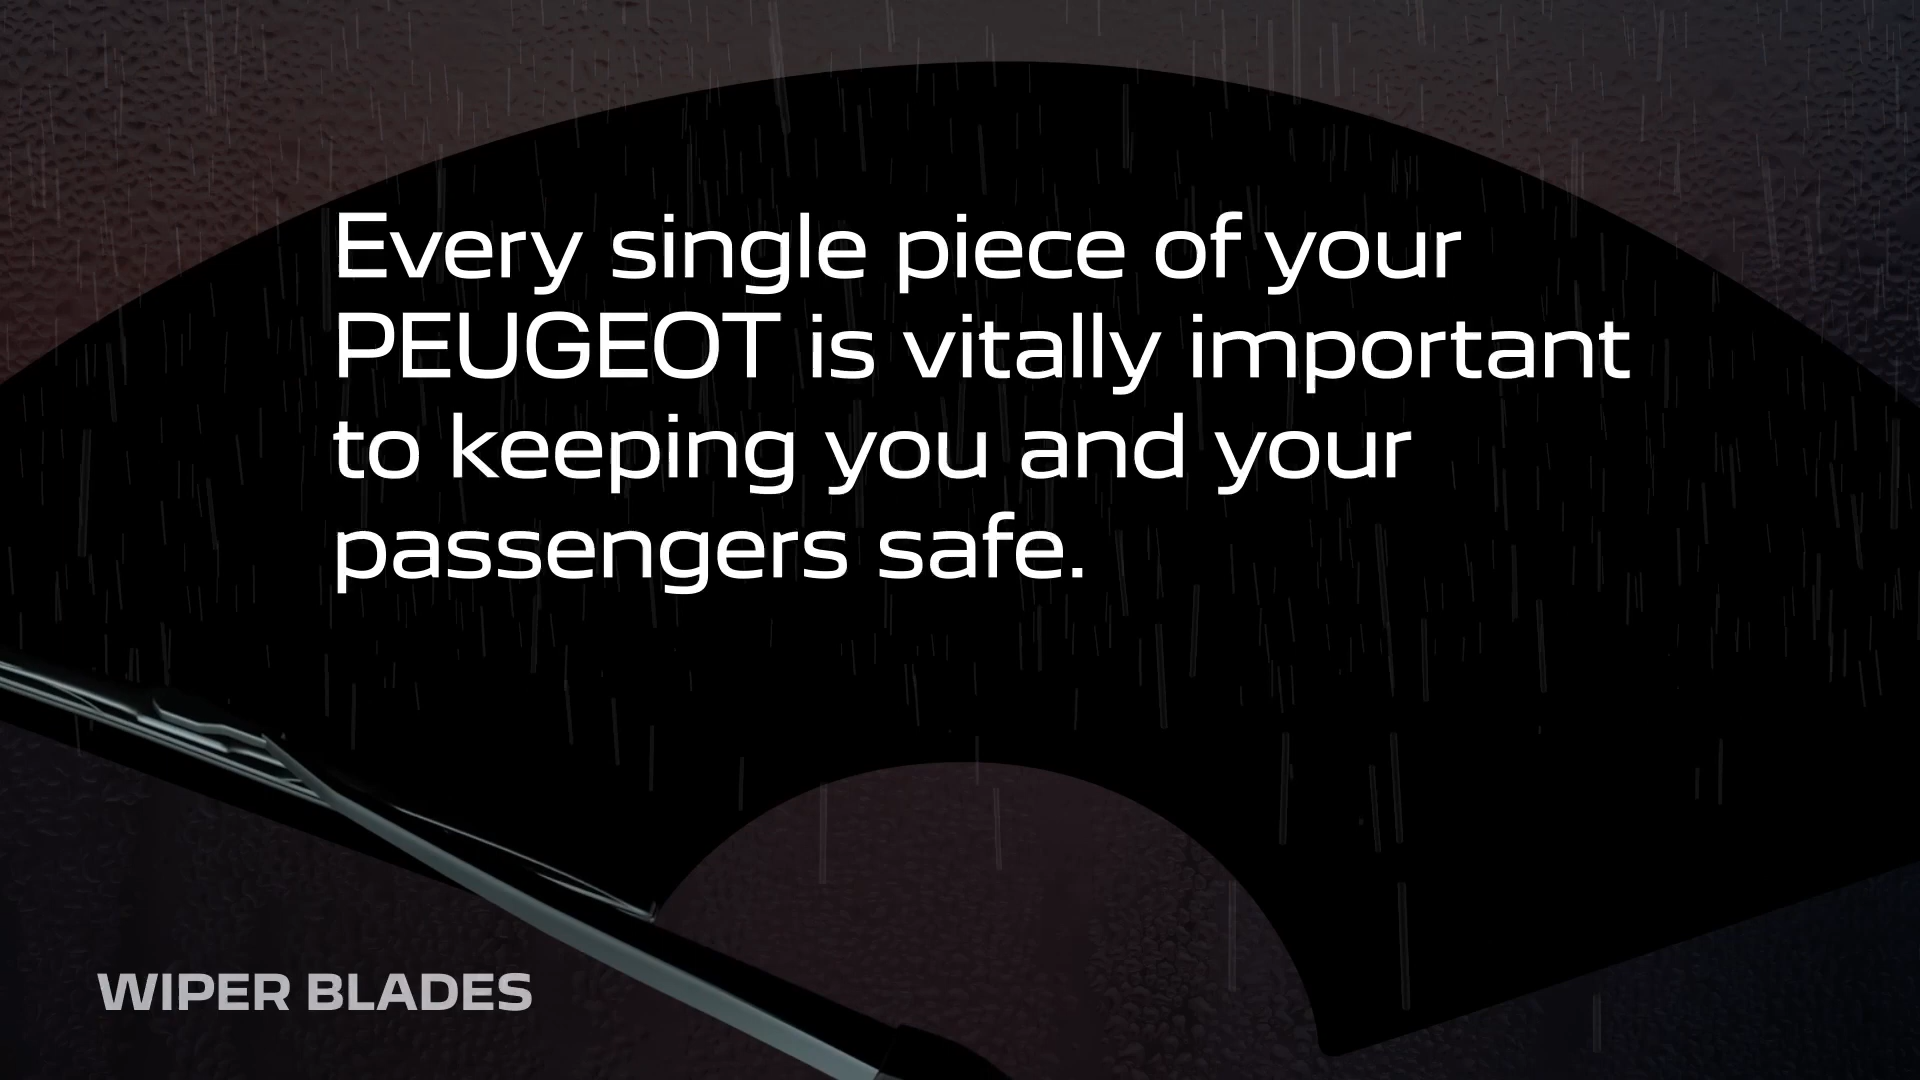 Every single piece of your
PEUGEOT is vitally important
to keeping you and your
passengers safe.
WIPER BLADES